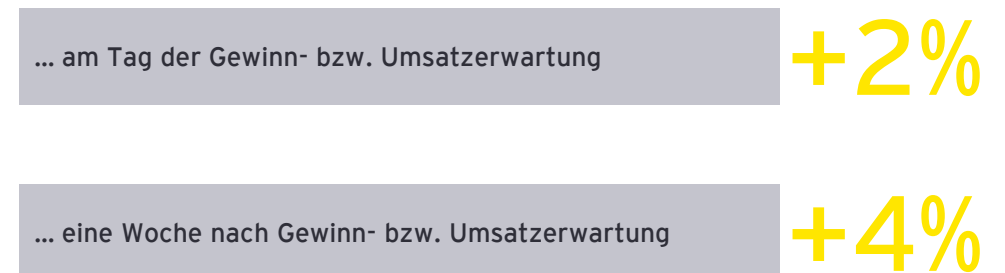 ... am Tag der Gewinn- bzw. Umsatzerwartung +2%
... eine Woche nach Gewinn- bzw. Umsatzerwartung +4%